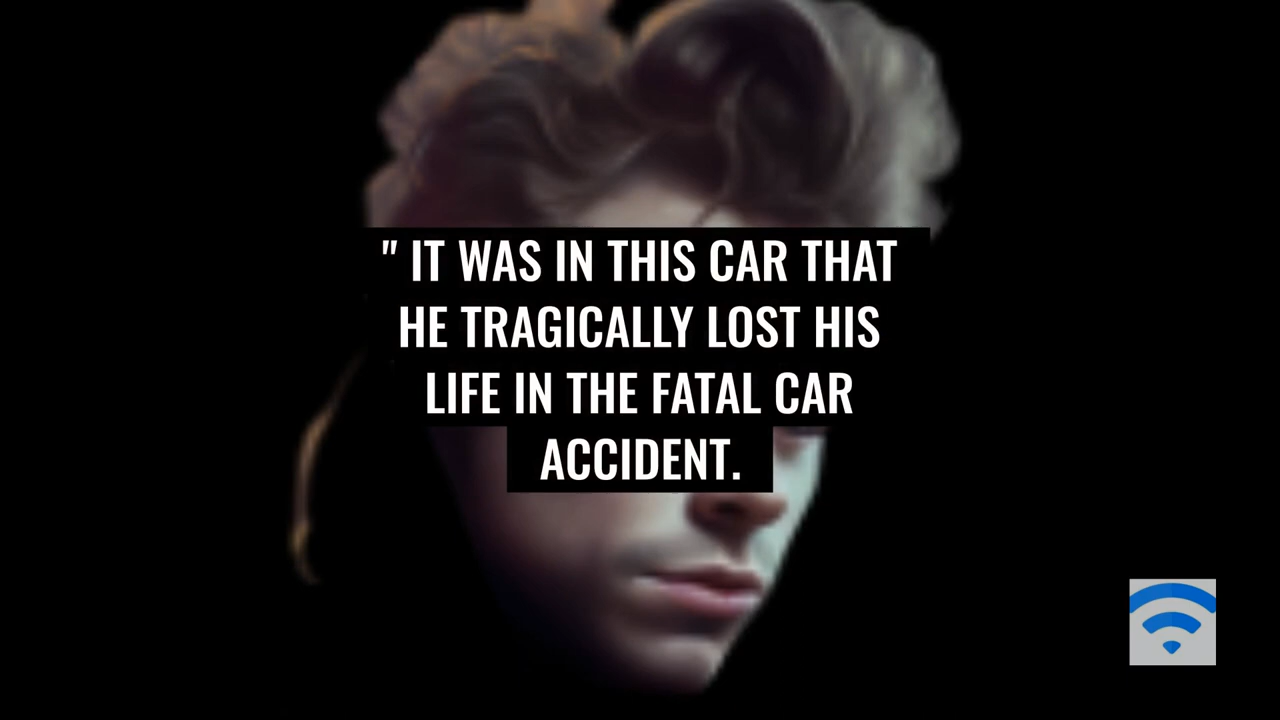 " IT WAS IN THIS CAR THAT
HE TRAGICALLY LOST HIS
LIFE IN THE FATAL CAR
ACCIDENT.